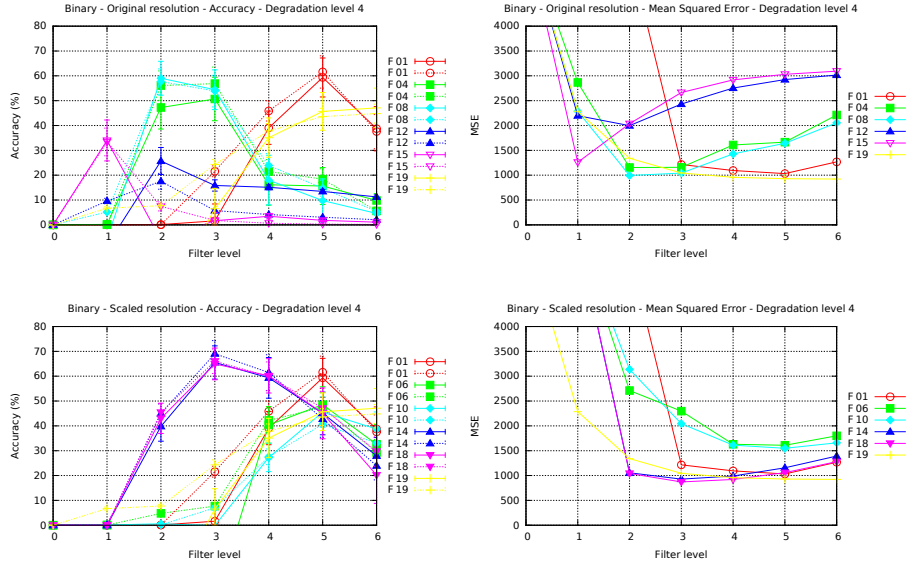 Binary - Original resolution - Accuracy - Degradation level 4
80
70
60
50
40
30
20
10
0
Accuracy (%)
0 1 2 3 4 5 6
Filter level
F 01
F 01
F 04
F 04
F 08
F 08
F 12
F 12
F 15
F 15
F 19
F 19
Binary - Original resolution - Mean Squared Error - Degradation level 4
4000
3500
3000
2500
2000
1500
1000
500
0
MSE
0 1 2 3 4 5 6
Filter level
F 01
F 04
F 08
F 12
F 15
F 19
Binary - Scaled resolution - Accuracy - Degradation level 4
80
70
60
50
40
30
20
10
0
Accuracy (%)
0 1 2 3 4 5 6
Filter level
F 01
F 01
F 06
F 06
F 10
F 10
F 14
F 14
F 18
F 18
F 19
F 19
Binary - Scaled resolution - Mean Squared Error - Degradation level 4
4000
3500
3000
2500
2000
1500
1000
500
0
MSE
0 1 2 3 4 5 6
Filter level
F 01
F 06
F 10
F 14
F 18
F 19